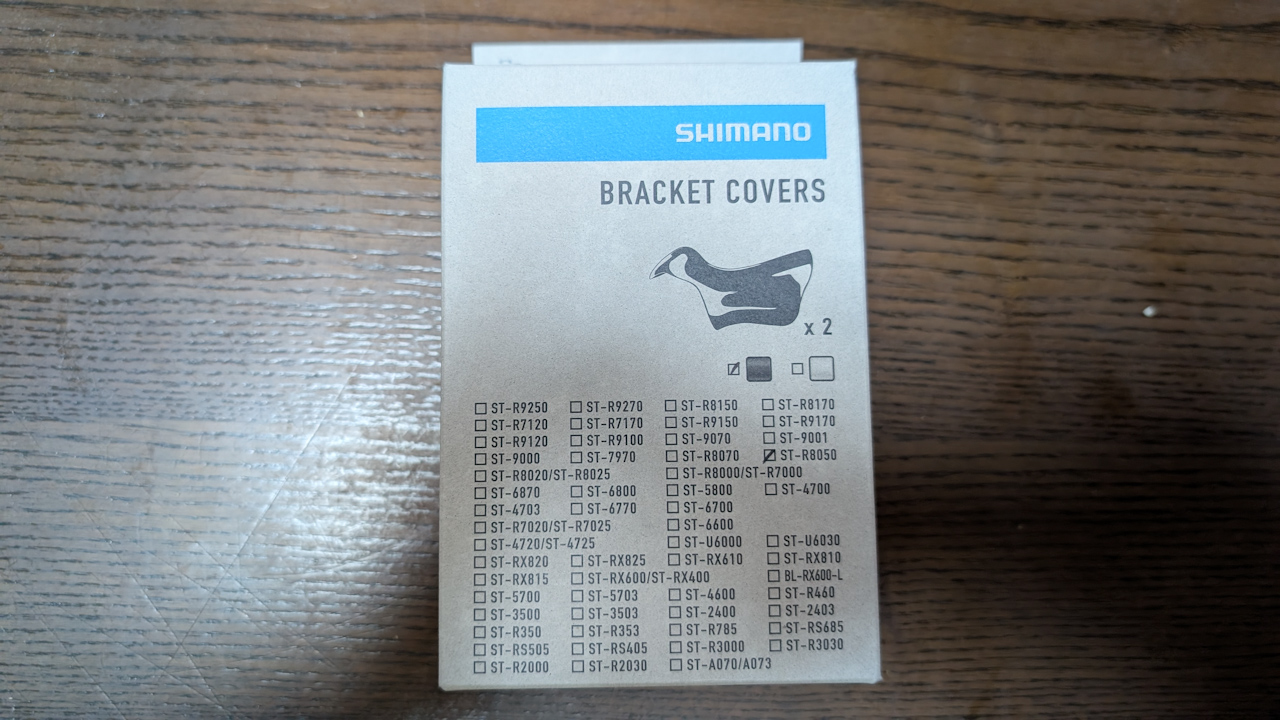 SHIMANO
BRACKET COVERS
x 2
ST-R9250 ST-R9270 ST-R8150 ST-R8170
ST-R7120 ST-R7170 ST-R9150 ST-R9170
ST-R9120 ST-R9100 ST-9070 ST-9001
ST-9000 ST-7970 ST-R8070 ST-R8050
ST-R8020/ST-R8025 ST-R8000/ST-R7000
ST-6870 ST-6800 ST-5800 ST-4700
ST-4703 ST-6770 ST-6700
ST-R7020/ST-R7025 ST-6600
ST-4720/ST-4725 ST-U6000 ST-U6030
ST-RX820 ST-RX825 ST-RX610 ST-RX810
ST-RX815 ST-RX600/ST-RX400 BL-RX600-L
ST-5700 ST-5703 ST-4600 ST-R460
ST-3500 ST-3503 ST-2400 ST-2403
ST-R350 ST-R353 ST-R785 ST-RS685
ST-RS505 ST-RS405 ST-R3000 ST-R3030
ST-R2000 ST-R2030 ST-A070/A073